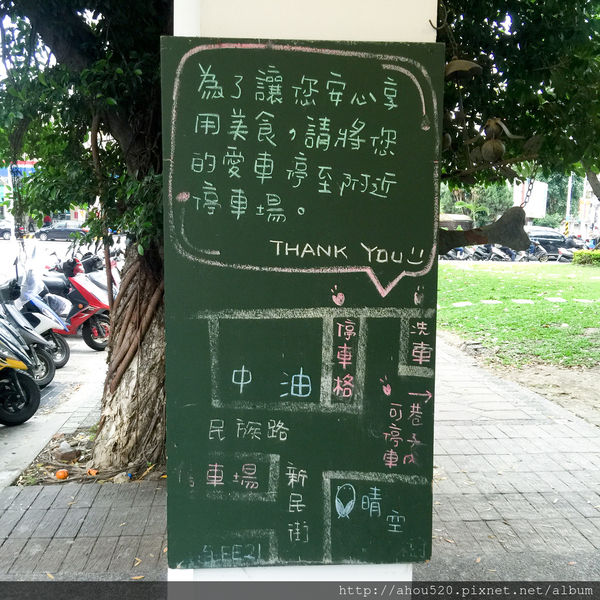 為了讓您安心享
用美食,請將您
的愛車停至附近
停車場。
THANK YOU
停車格
洗車
中油
巷子內
可停車
民族路
車場
新民街
晴空
http://ahou520.pixnet.net/album